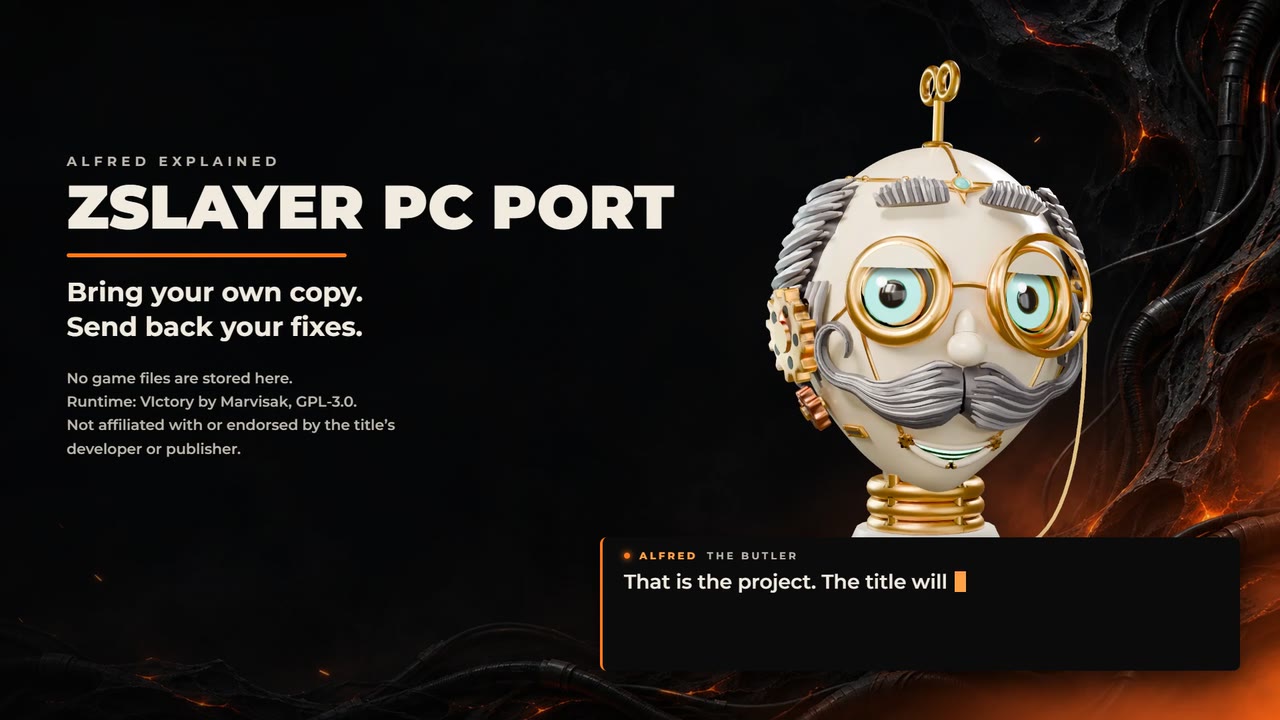 ALFRED EXPLAINED
ZSLAYER PC PORT
Bring your own copy.
Send back your fixes.
No game files are stored here.
Runtime: VIctory by Marvisak, GPL-3.0.
Not affiliated with or endorsed by the title’s
developer or publisher.
ALFRED THE BUTLER
That is the project. The title will